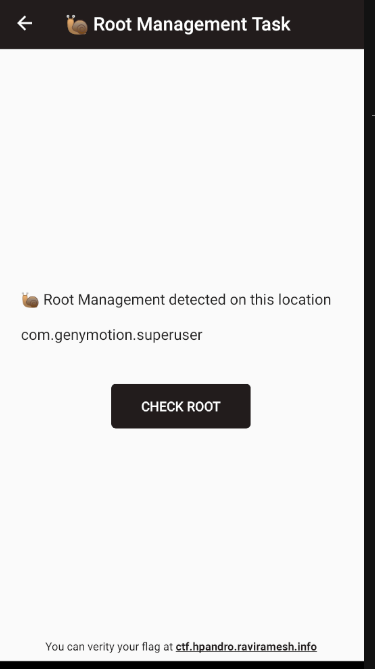 🐌 Root Management Task
🐌 Root Management detected on this location
com.genymotion.superuser
CHECK ROOT
You can verity your flag at ctf.hpandro.raviramesh.info